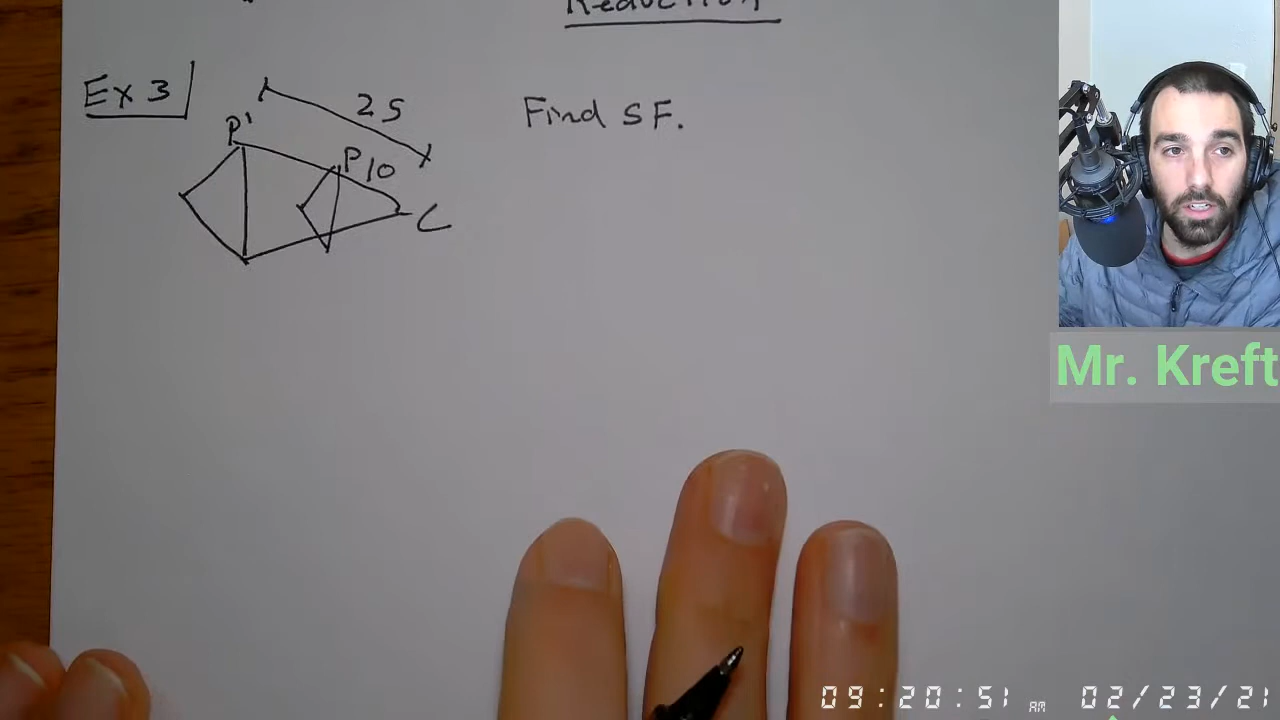 Reduction
Ex 3
25
Find SF.
P'
P 10
C
Mr. Kreft
09:20:51 AM 02/23/21